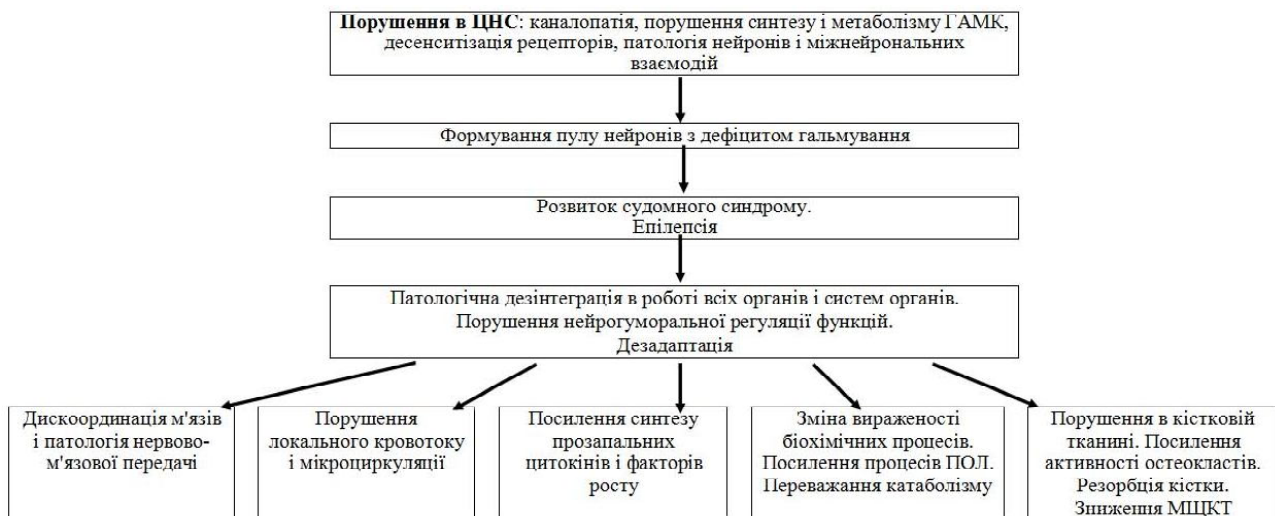 Порушення в ЦНС: каналопатія, порушення синтезу і метаболізму ГАМК,
десенситізація рецепторів, патологія нейронів і міжнейрональних
взаємодій
Формування пулу нейронів з дефіцитом гальмування
Розвиток судомного синдрому.
Епілепсія
Патологічна дезінтеграція в роботі всіх органів і систем органів.
Порушення нейрогуморальної регуляції функцій.
Дезадаптація
Дискоординація м'язів
і патологія нервово-
м'язової передачі
Порушення
локального кровотоку
і мікроциркуляції
Посилення синтезу
прозапальних
цитокінів і факторів
росту
Зміна вираженості
біохімічних процесів.
Посилення процесів ПОЛ.
Переважання катаболізму
Порушення в кістковій
тканині. Посилення
активності остеокластів.
Резорбція кістки.
Зниження МЩКТ